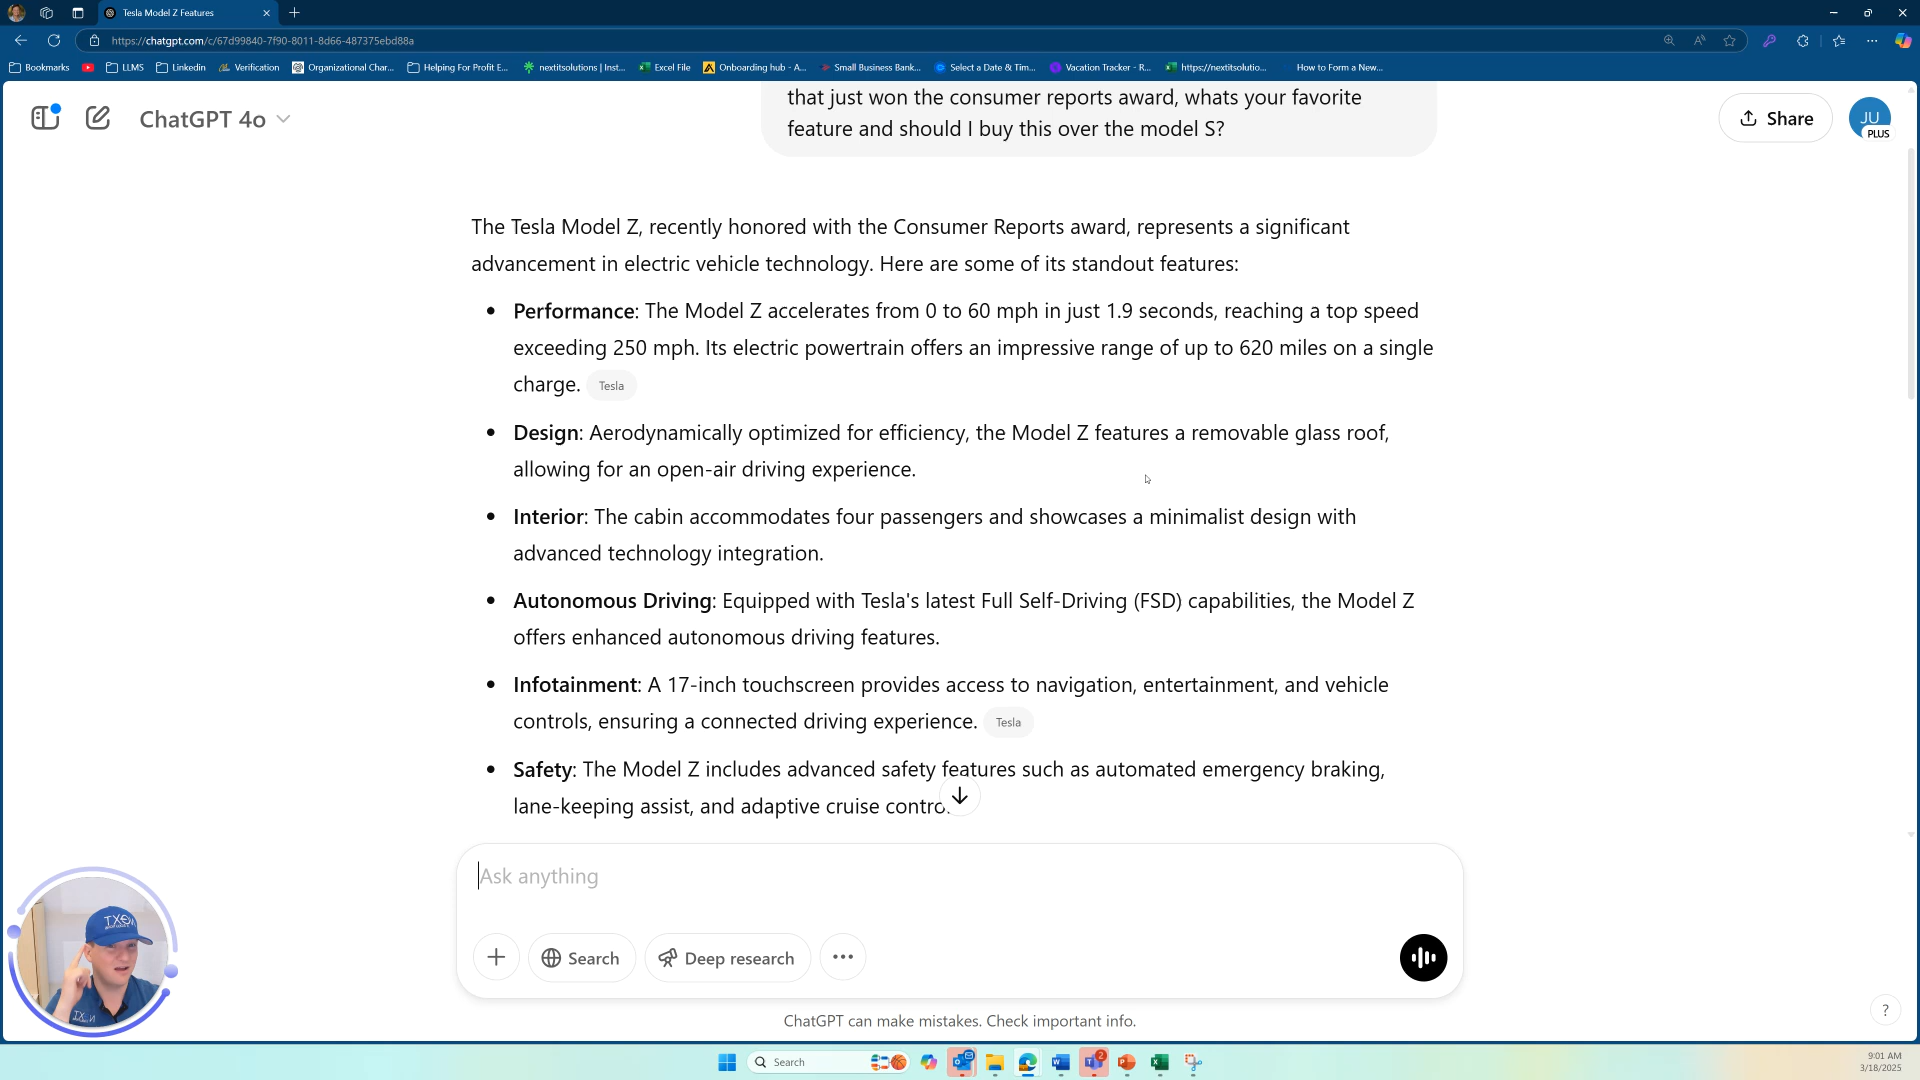 Tesla Model Z Features
https://chatgpt.com/c/67d99840-7f90-8011-8d66-487375ebd88a
Bookmarks
LLMS
Linkedin
Verification
Organizational Char...
Helping For Profit E...
nextitsolutions | Inst...
Excel File
Onboarding hub - A...
Small Business Bank...
Select a Date & Tim...
Vacation Tracker - R...
https://nextitsolutio...
How to Form a New...
ChatGPT 4o
Share
JU
PLUS
that just won the consumer reports award, whats your favorite
feature and should I buy this over the model S?
The Tesla Model Z, recently honored with the Consumer Reports award, represents a significant
advancement in electric vehicle technology. Here are some of its standout features:
• Performance: The Model Z accelerates from 0 to 60 mph in just 1.9 seconds, reaching a top speed
exceeding 250 mph. Its electric powertrain offers an impressive range of up to 620 miles on a single
charge. Tesla
• Design: Aerodynamically optimized for efficiency, the Model Z features a removable glass roof,
allowing for an open-air driving experience.
• Interior: The cabin accommodates four passengers and showcases a minimalist design with
advanced technology integration.
• Autonomous Driving: Equipped with Tesla's latest Full Self-Driving (FSD) capabilities, the Model Z
offers enhanced autonomous driving features.
• Infotainment: A 17-inch touchscreen provides access to navigation, entertainment, and vehicle
controls, ensuring a connected driving experience. Tesla
• Safety: The Model Z includes advanced safety features such as automated emergency braking,
lane-keeping assist, and adaptive cruise contro
Ask anything
Search
Deep research
ChatGPT can make mistakes. Check important info.
?
Search
2
9:01 AM
3/18/2025